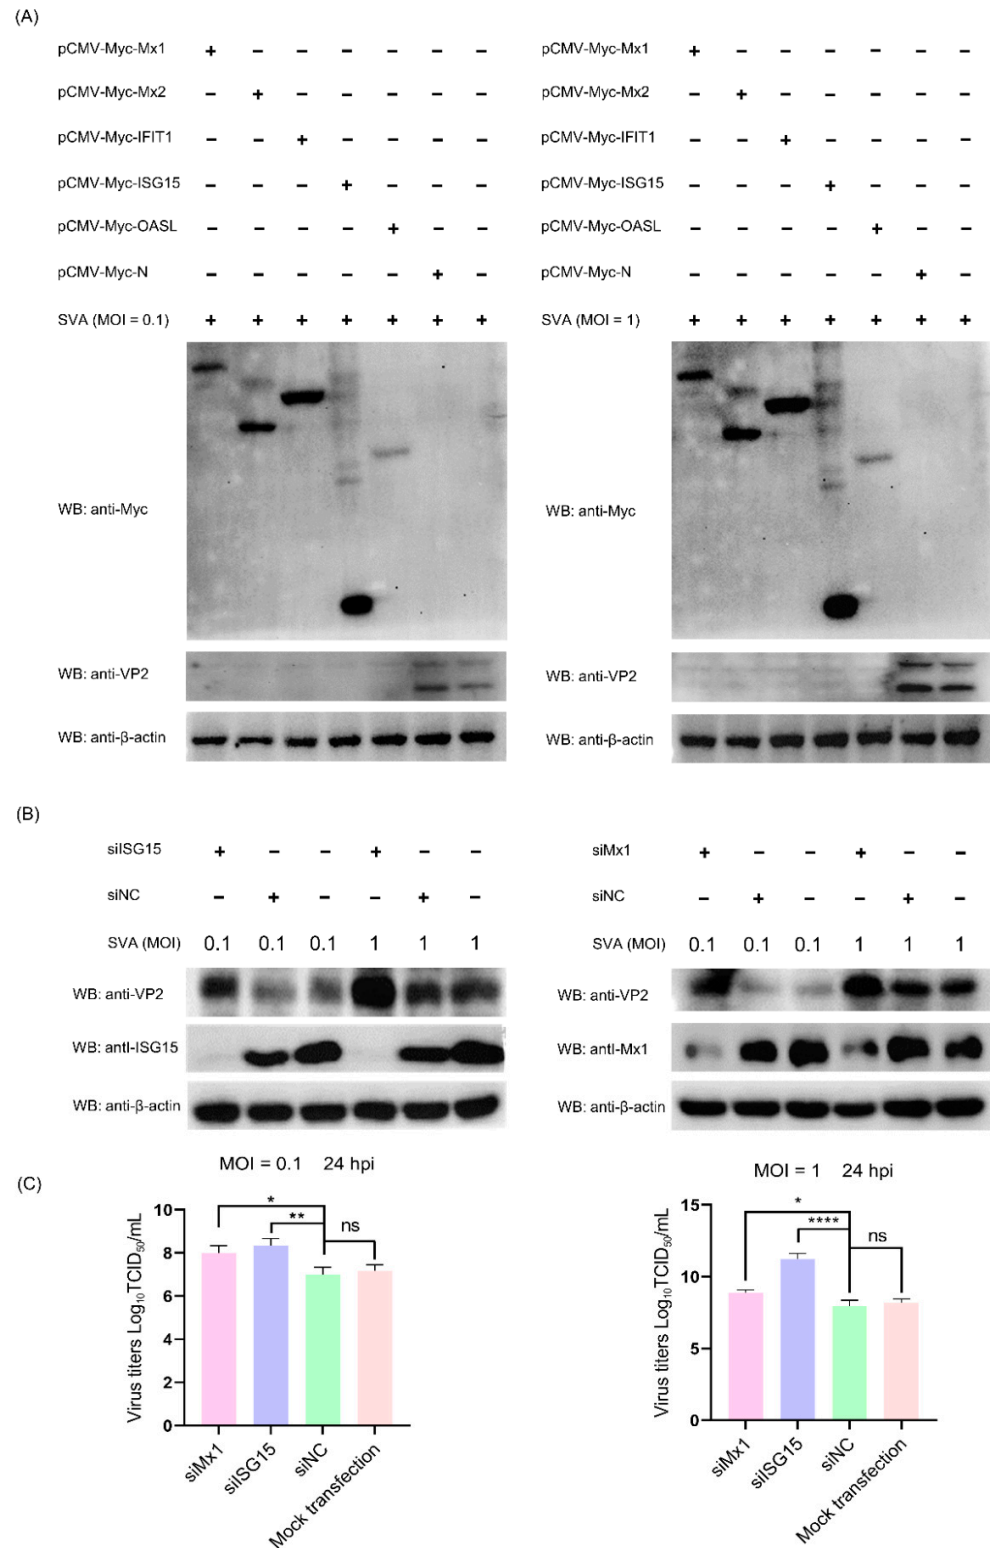 (A)
pCMV-Myc-Mx1 + − − − − − −
pCMV-Myc-Mx2 − + − − − − −
pCMV-Myc-IFIT1 − − + − − − −
pCMV-Myc-ISG15 − − − + − − −
pCMV-Myc-OASL − − − − + − −
pCMV-Myc-N − − − − − + −
SVA (MOI = 0.1) + + + + + + +
WB: anti-Myc
WB: anti-VP2
WB: anti-β-actin
pCMV-Myc-Mx1 + − − − − − −
pCMV-Myc-Mx2 − + − − − − −
pCMV-Myc-IFIT1 − − + − − − −
pCMV-Myc-ISG15 − − − + − − −
pCMV-Myc-OASL − − − − + − −
pCMV-Myc-N − − − − − + −
SVA (MOI = 1) + + + + + + +
WB: anti-Myc
WB: anti-VP2
WB: anti-β-actin
(B)
siISG15 + − − + − −
siNC − + − − + −
SVA (MOI) 0.1 0.1 0.1 1 1 1
WB: anti-VP2
WB: antI-ISG15
WB: anti-β-actin
siMx1 + − − + − −
siNC − + − − + −
SVA (MOI) 0.1 0.1 0.1 1 1 1
WB: anti-VP2
WB: antI-Mx1
WB: anti-β-actin
(C)
MOI = 0.1 24 hpi
Virus titers Log₁₀TCID₅₀/mL
10
8
6
4
2
0
*
**
ns
siMx1
siISG15
siNC
Mock transfection
MOI = 1 24 hpi
Virus titers Log₁₀TCID₅₀/mL
15
10
5
0
*
****
ns
siMx1
siISG15
siNC
Mock transfection